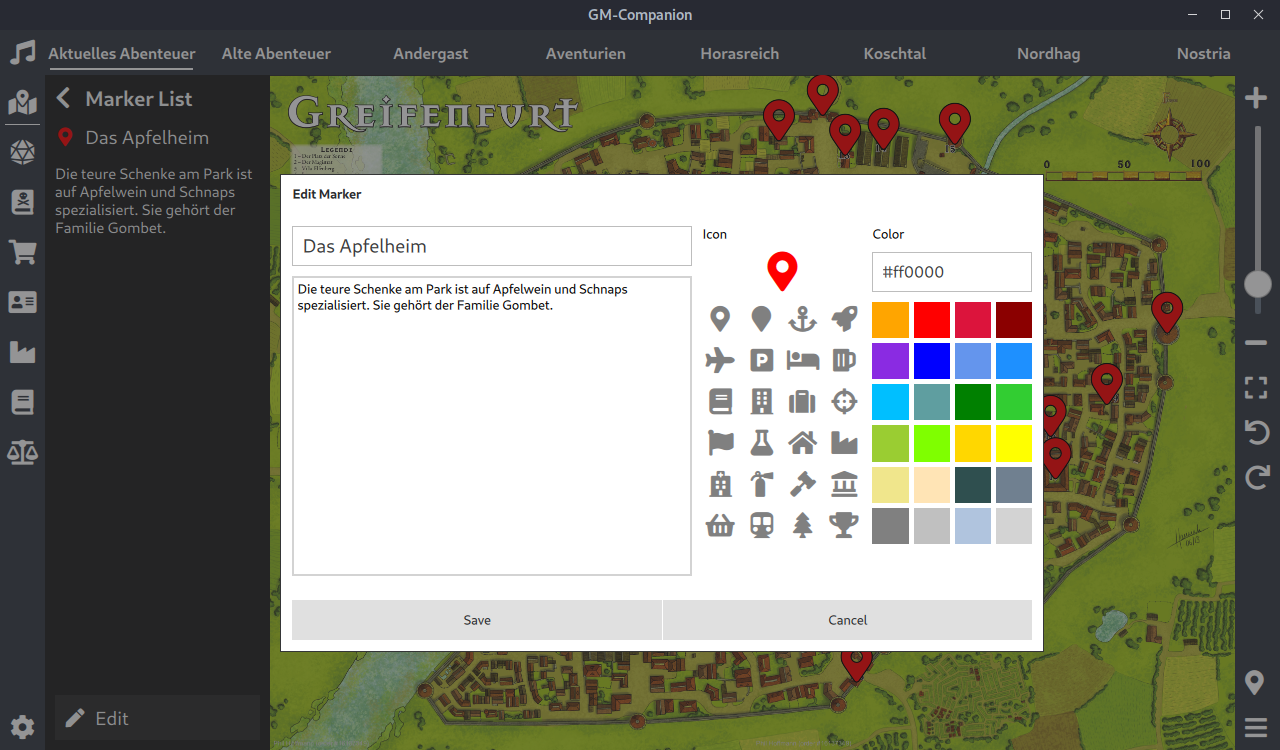 GM-Companion
Aktuelles Abenteuer
Alte Abenteuer
Andergast
Aventurien
Horasreich
Koschtal
Nordhag
Nostria
Marker List
Das Apfelheim
Die teure Schenke am Park ist
auf Apfelwein und Schnaps
spezialisiert. Sie gehört der
Familie Gombet.
Edit
Greifenfurt
Legende
0 50 100
Edit Marker
Das Apfelheim
Die teure Schenke am Park ist auf Apfelwein und Schnaps
spezialisiert. Sie gehört der Familie Gombet.
Icon
Color
#ff0000
Save
Cancel